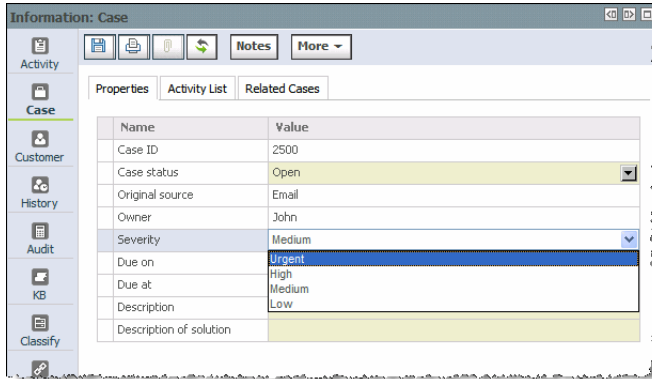 Information: Case
Activity
Case
Customer
History
Audit
KB
Classify
Notes More
Properties Activity List Related Cases
Name Value
Case ID 2500
Case status Open
Original source Email
Owner John
Severity Medium
Due on Urgent
High
Due at Medium
Low
Description
Description of solution